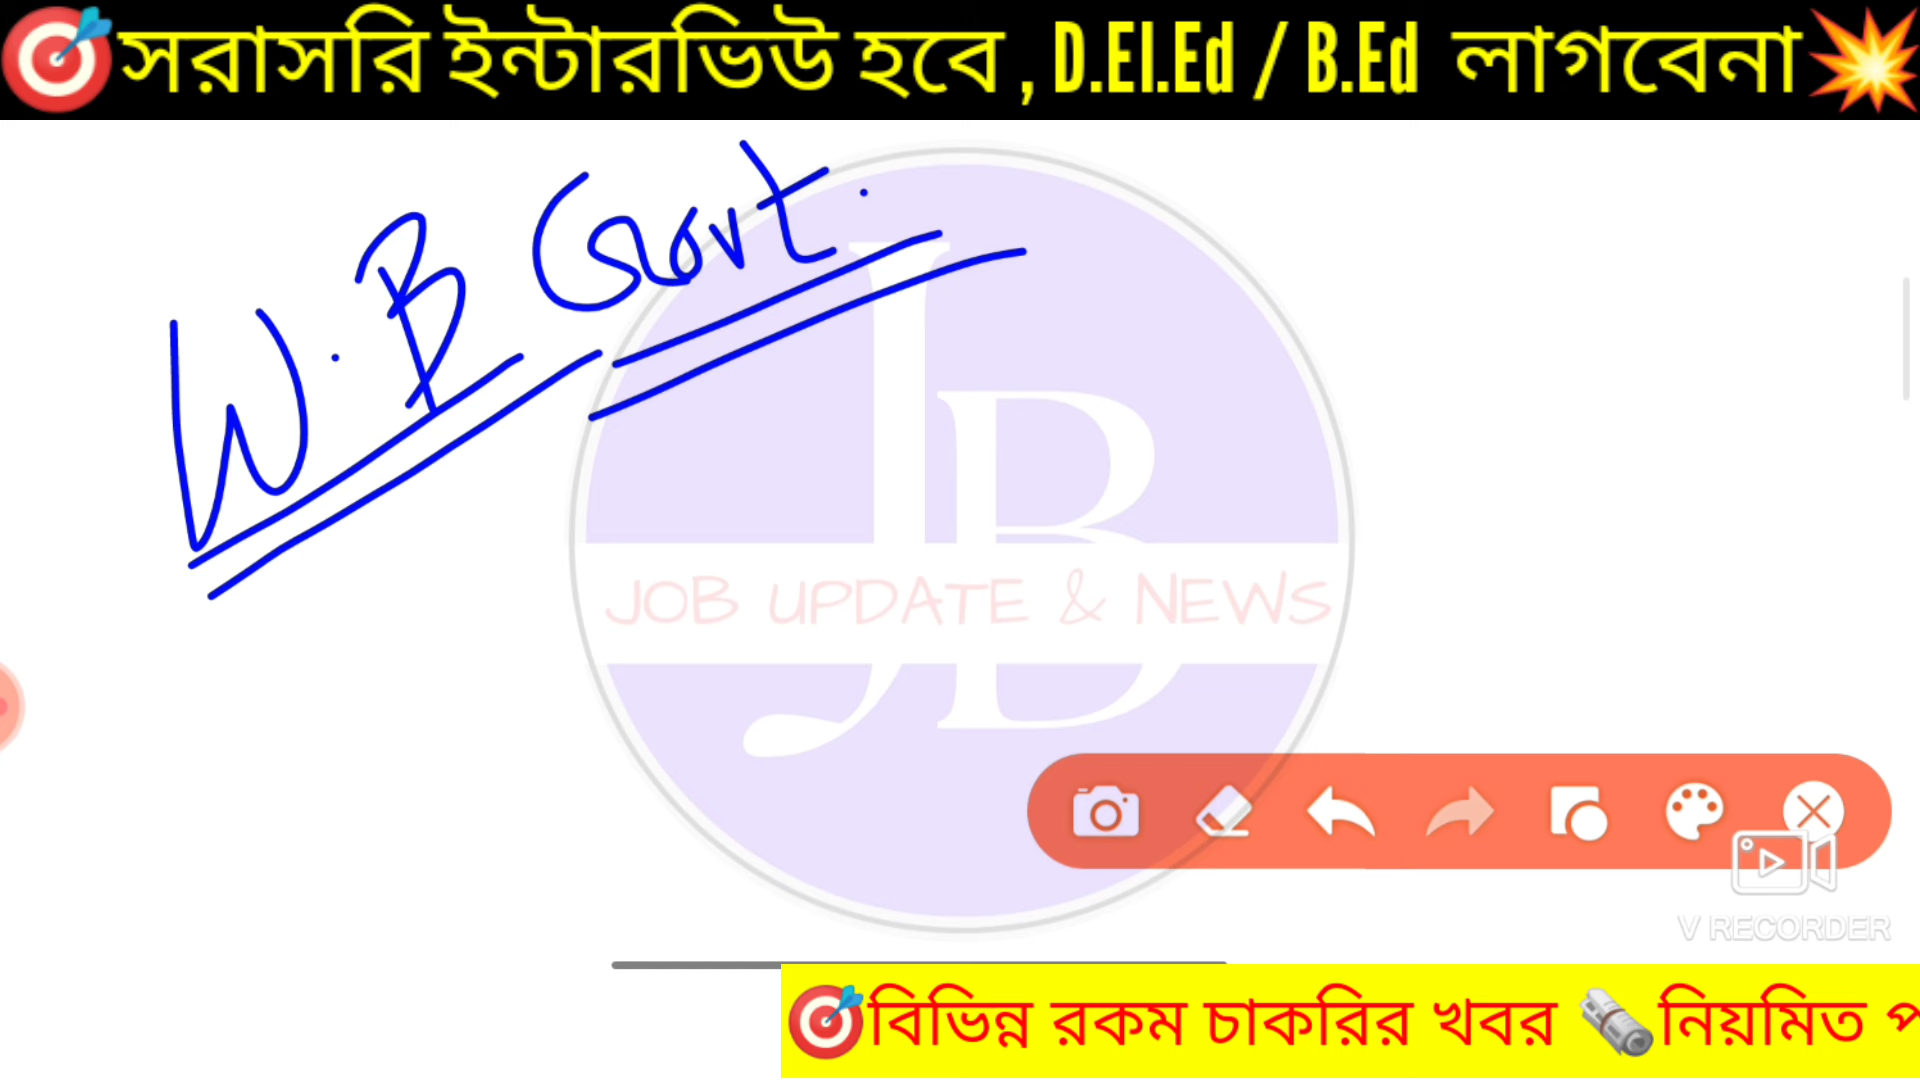 🎯সরাসরি ইন্টারভিউ হবে , D.El.Ed / B.Ed লাগবেনা💥
W.B Govt.
JB
JOB UPDATE & NEWS
V RECORDER
🎯বিভিন্ন রকম চাকরির খবর 🗞️নিয়মিত প